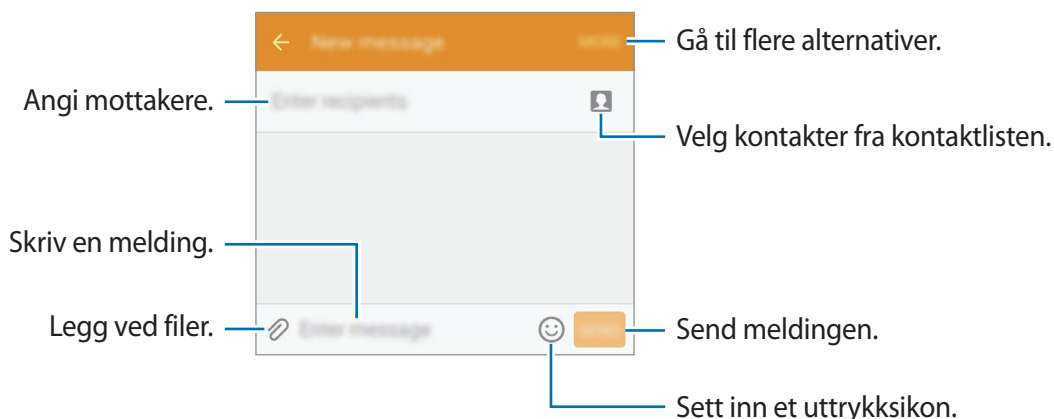 New message
MORE
Gå til flere alternativer.
Angi mottakere.
Enter recipients
Velg kontakter fra kontaktlisten.
Skriv en melding.
Legg ved filer.
Enter message
SEND
Send meldingen.
Sett inn et uttrykksikon.